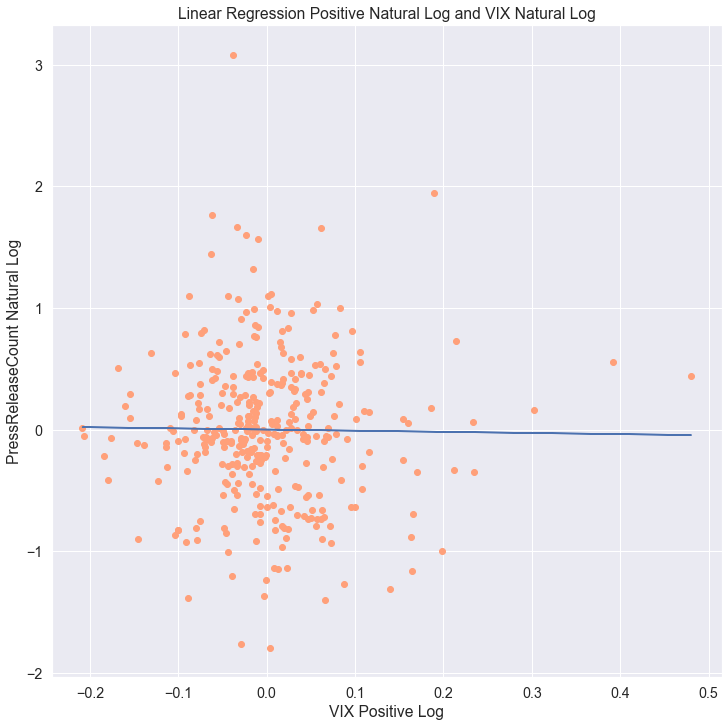 Linear Regression Positive Natural Log and VIX Natural Log
PressReleaseCount Natural Log
3
2
1
0
−1
−2
−0.2 −0.1 0.0 0.1 0.2 0.3 0.4 0.5
VIX Positive Log